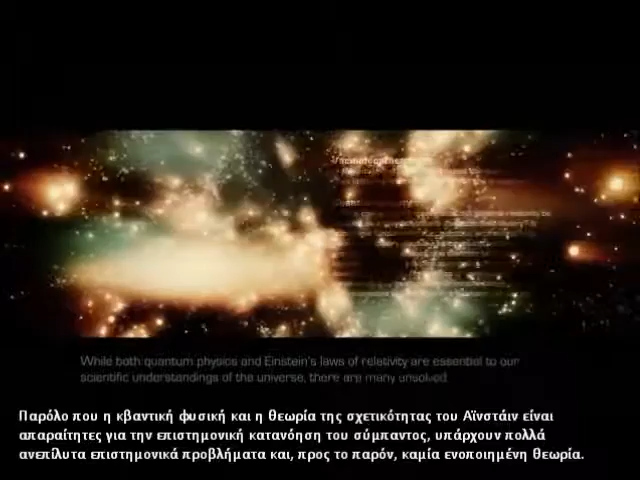 While both quantum physics and Einstein's laws of relativity are essential to our
scientific understandings of the universe, there are many unsolved
Παρόλο που η κβαντική φυσική και η θεωρία της σχετικότητας του Αϊνστάιν είναι
απαραίτητες για την επιστημονική κατανόηση του σύμπαντος, υπάρχουν πολλά
ανεπίλυτα επιστημονικά προβλήματα και, προς το παρόν, καμία ενοποιημένη θεωρία.